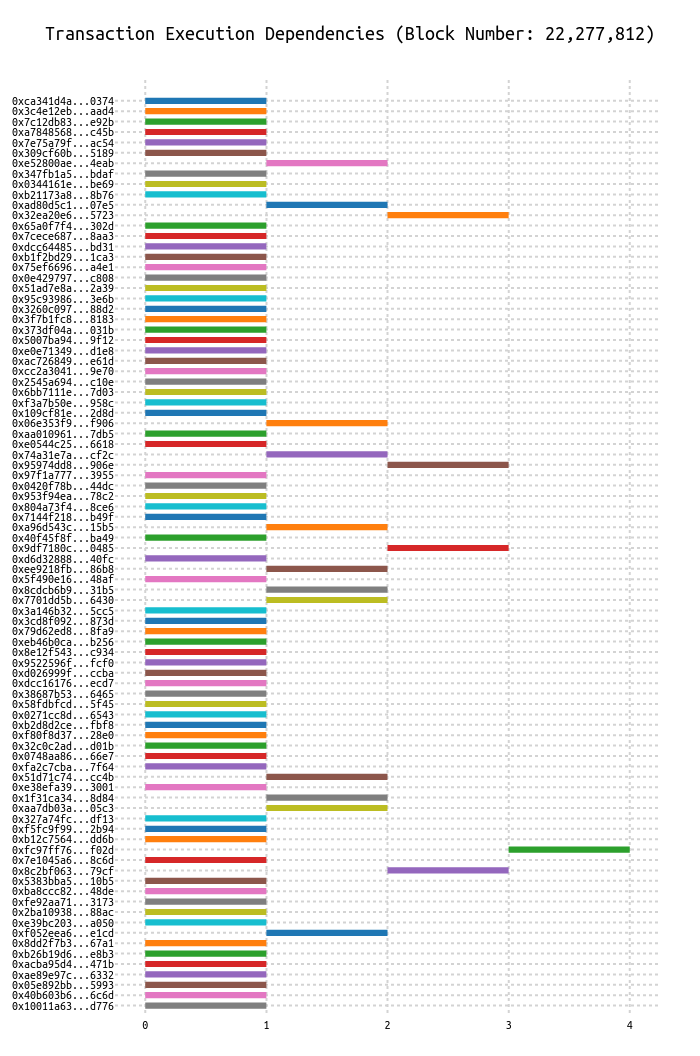 Transaction Execution Dependencies (Block Number: 22,277,812)
0xca341d4a...0374
0x3c4e12eb...aad4
0x7c12db83...e92b
0xa7848568...c45b
0x7e75a79f...ac54
0x309cf60b...5189
0xe52800ae...4eab
0x347fb1a5...bdaf
0x0344161e...be69
0xb21173a8...8b76
0xad80d5c1...07e5
0x32ea20e6...5723
0x65a0f7f4...302d
0x7cece687...8aa3
0xdcc64485...bd31
0xb1f2bd29...1ca3
0x75ef6696...a4e1
0x0e429797...c808
0x51ad7e8a...2a39
0x95c93986...3e6b
0x3260c097...88d2
0x3f7b1fc8...8183
0x373df04a...031b
0x5007ba94...9f12
0xe0e71349...d1e8
0xac726849...e61d
0xcc2a3041...9e70
0x2545a694...c10e
0x6bb7111e...7d03
0xf3a7b50e...958c
0x109cf81e...2d8d
0x06e353f9...f906
0xaa010961...7db5
0xe0544c25...6618
0x74a31e7a...cf2c
0x95974dd8...906e
0x97f1a777...3955
0x0420f78b...44dc
0x953f94ea...78c2
0x804a73f4...8ce6
0x7144f218...b49f
0xa96d543c...15b5
0x40f45f8f...ba49
0x9df7180c...0485
0xd6d32888...40fc
0xee9218fb...86b8
0x5f490e16...48af
0x8cdcb6b9...31b5
0x7701dd5b...6430
0x3a146b32...5cc5
0x3cd8f092...873d
0x79d62ed8...8fa9
0xeb46b0ca...b256
0x8e12f543...c934
0x9522596f...fcf0
0xd026999f...ccba
0xdcc16176...ecd7
0x38687b53...6465
0x58fdbfcd...5f45
0x0271cc8d...6543
0xb2d8d2ce...fbf8
0xf80f8d37...28e0
0x32c0c2ad...d01b
0x0748aa86...66e7
0xfa2c7cba...7f64
0x51d71c74...cc4b
0xe38efa39...3001
0x1f31ca34...8d84
0xaa7db03a...05c3
0x327a74fc...df13
0xf5fc9f99...2b94
0xb12c7564...dd6b
0xfc97ff76...f02d
0x7e1045a6...8c6d
0x8c2bf063...79cf
0x5383bba5...10b5
0xba8ccc82...48de
0xfe92aa71...3173
0x2ba10938...88ac
0xe39bc203...a050
0xf052eea6...e1cd
0x8dd2f7b3...67a1
0xb26b19d6...e8b3
0xacba95d4...471b
0xae89e97c...6332
0x05e892bb...5993
0x40b603b6...6c6d
0x10011a63...d776
0 1 2 3 4